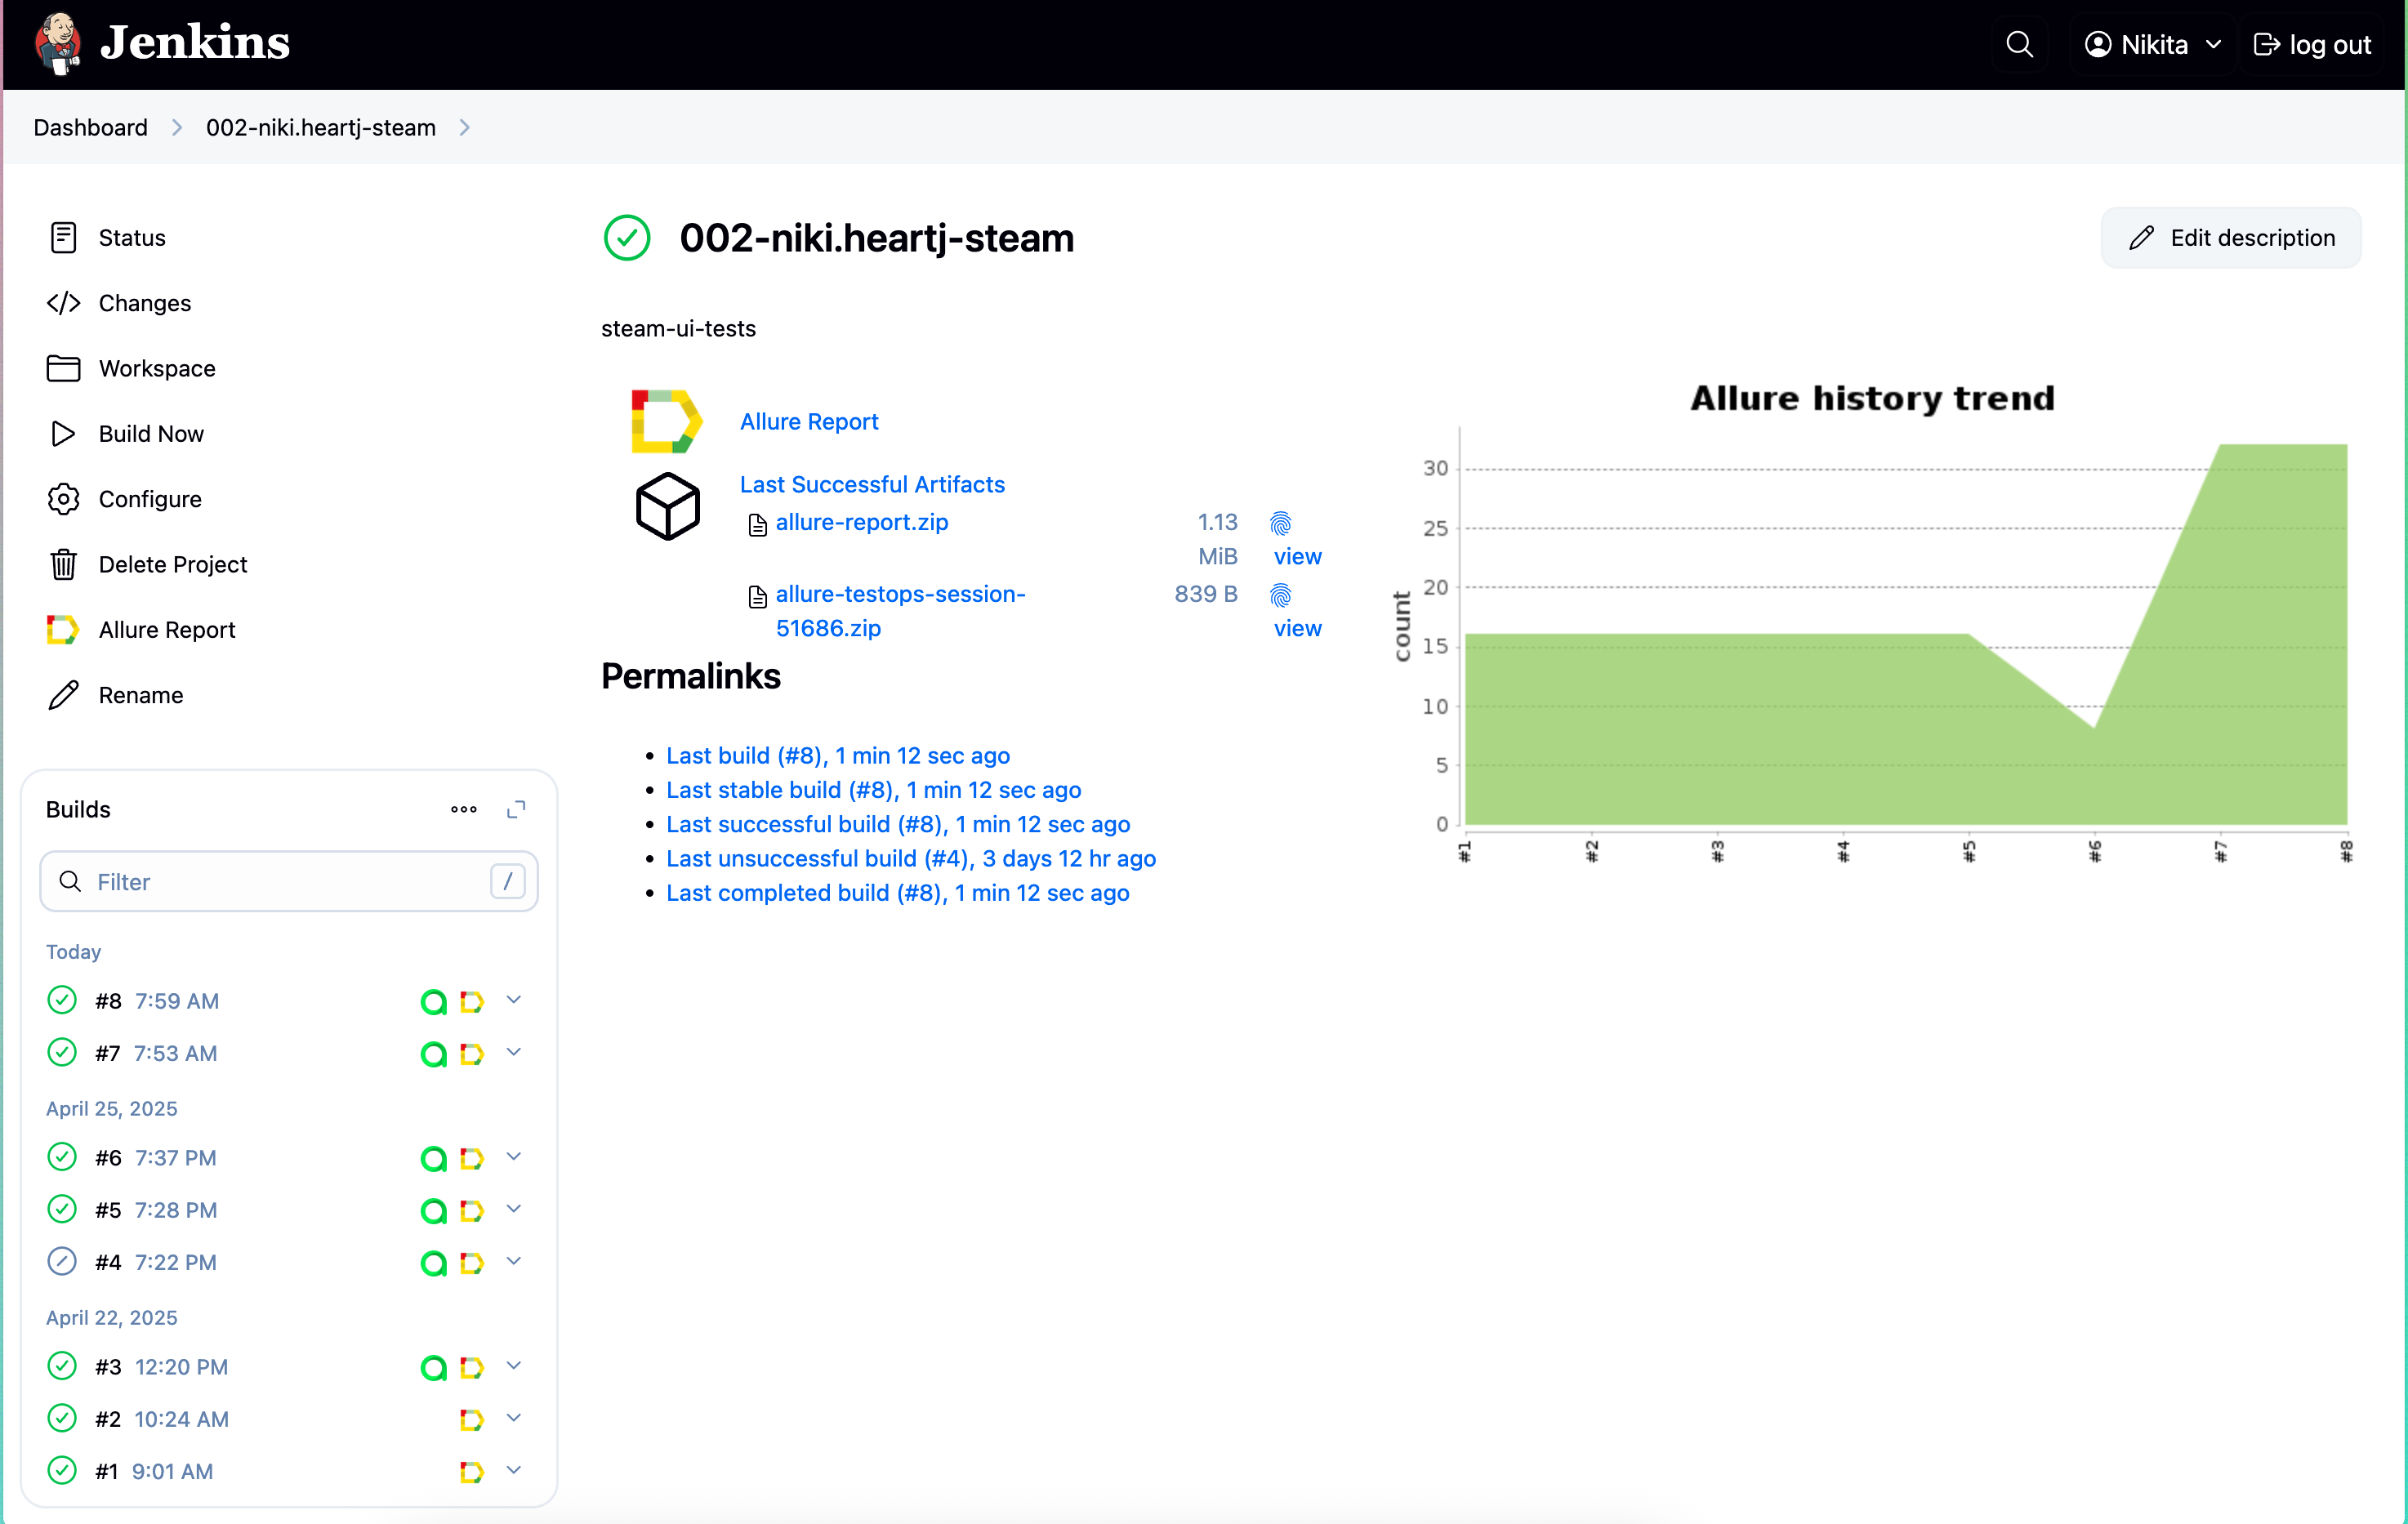 Jenkins
Nikita
log out
Dashboard
002-niki.heartj-steam
Status
Changes
Workspace
Build Now
Configure
Delete Project
Allure Report
Rename
Builds
Filter
/
Today
#8 7:59 AM
#7 7:53 AM
April 25, 2025
#6 7:37 PM
#5 7:28 PM
#4 7:22 PM
April 22, 2025
#3 12:20 PM
#2 10:24 AM
#1 9:01 AM
002-niki.heartj-steam
Edit description
steam-ui-tests
Allure Report
Last Successful Artifacts
allure-report.zip 1.13
MiB view
allure-testops-session- 839 B
51686.zip view
Permalinks
Last build (#8), 1 min 12 sec ago
Last stable build (#8), 1 min 12 sec ago
Last successful build (#8), 1 min 12 sec ago
Last unsuccessful build (#4), 3 days 12 hr ago
Last completed build (#8), 1 min 12 sec ago
Allure history trend
count
30
25
20
15
10
5
0
#1 #2 #3 #4 #5 #6 #7 #8